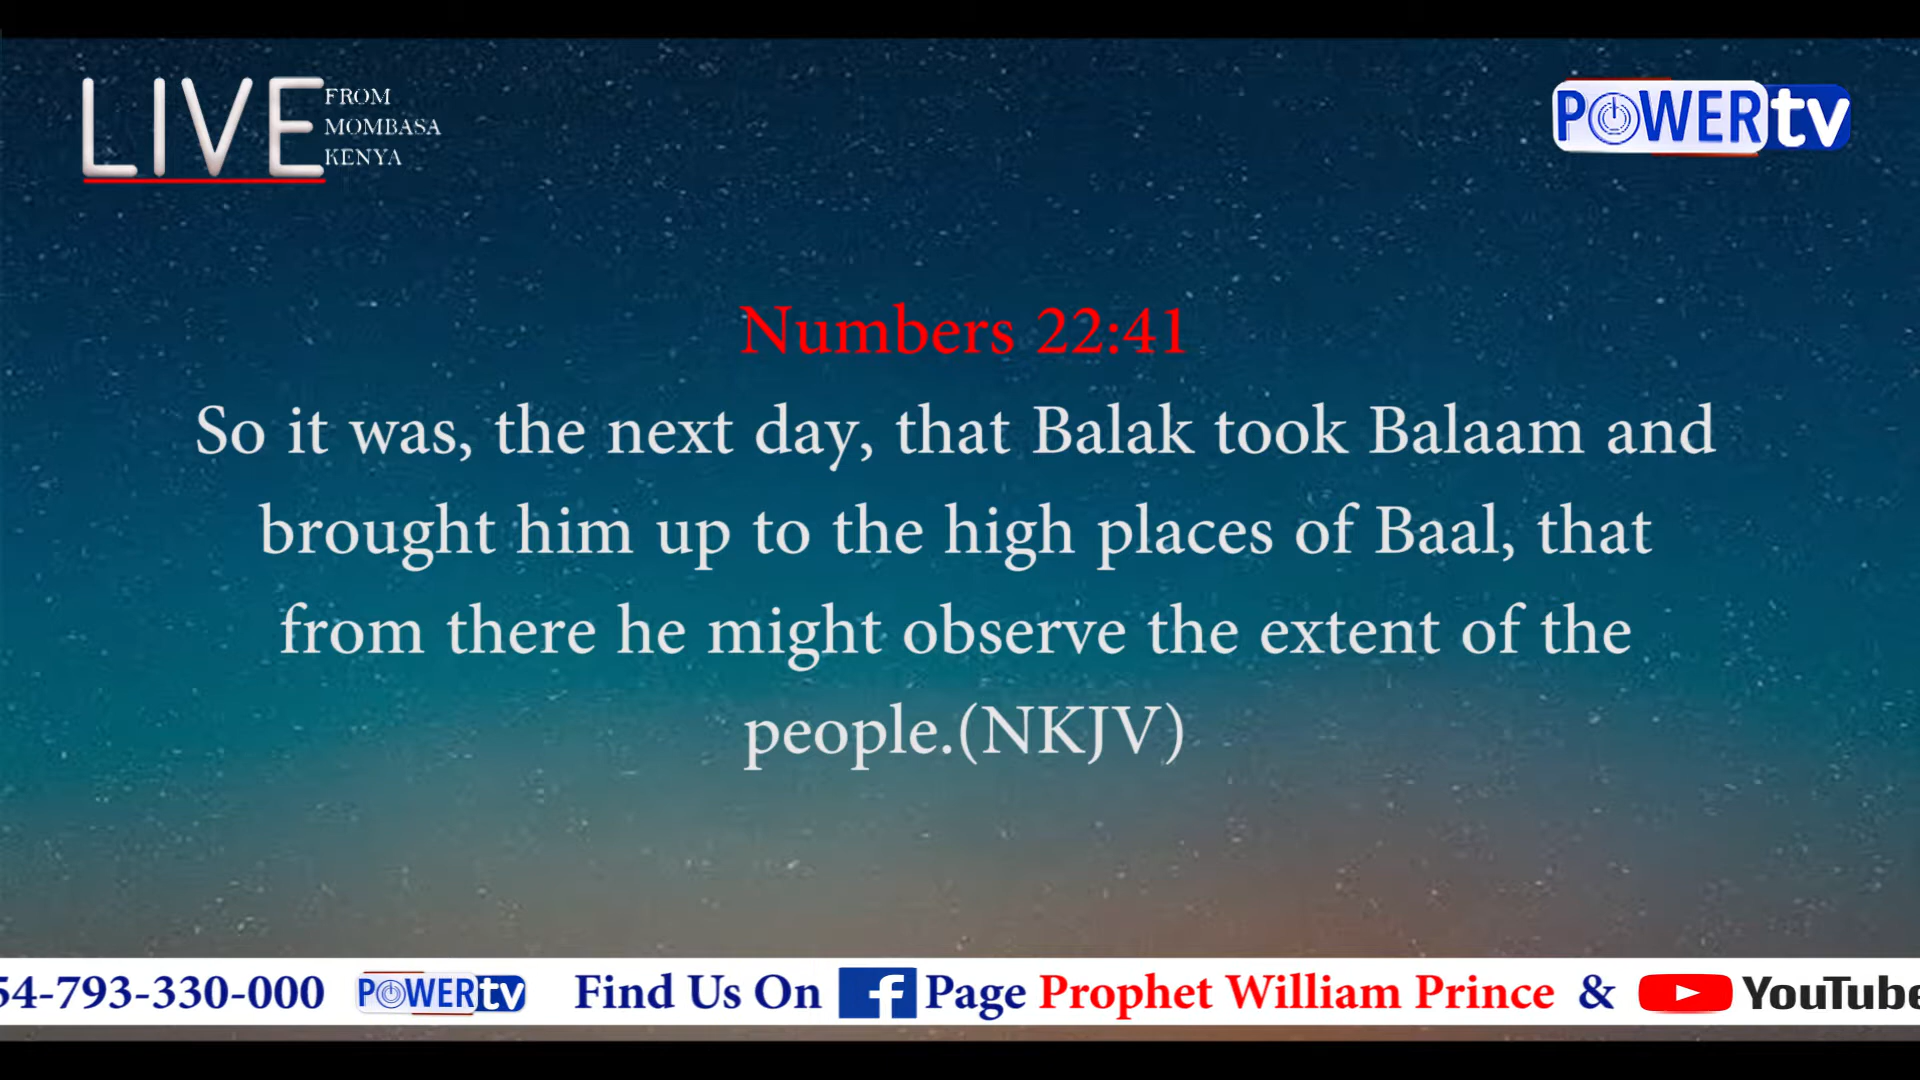 LIVE
FROM
MOMBASA
KENYA
POWERtv
Numbers 22:41
So it was, the next day, that Balak took Balaam and
brought him up to the high places of Baal, that
from there he might observe the extent of the
people.(NKJV)
54-793-330-000 POWERtv Find Us On f Page Prophet William Prince & YouTube